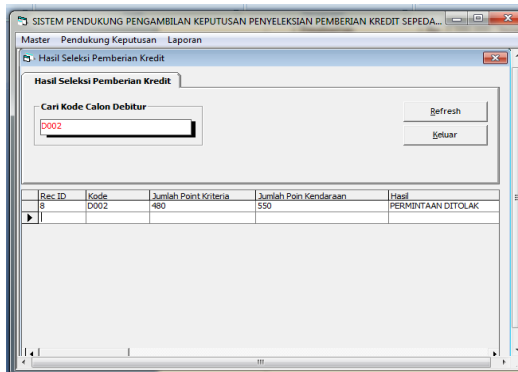 SISTEM PENDUKUNG PENGAMBILAN KEPUTUSAN PENYELEKSIAN PEMBERIAN KREDIT SEPEDA...
Master Pendukung Keputusan Laporan
Hasil Seleksi Pemberian Kredit
Hasil Seleksi Pemberian Kredit
Cari Kode Calon Debitur
D002
Refresh
Keluar
Rec ID Kode Jumlah Point Kriteria Jumlah Poin Kendaraan Hasil
8 D002 480 550 PERMINTAAN DITOLAK